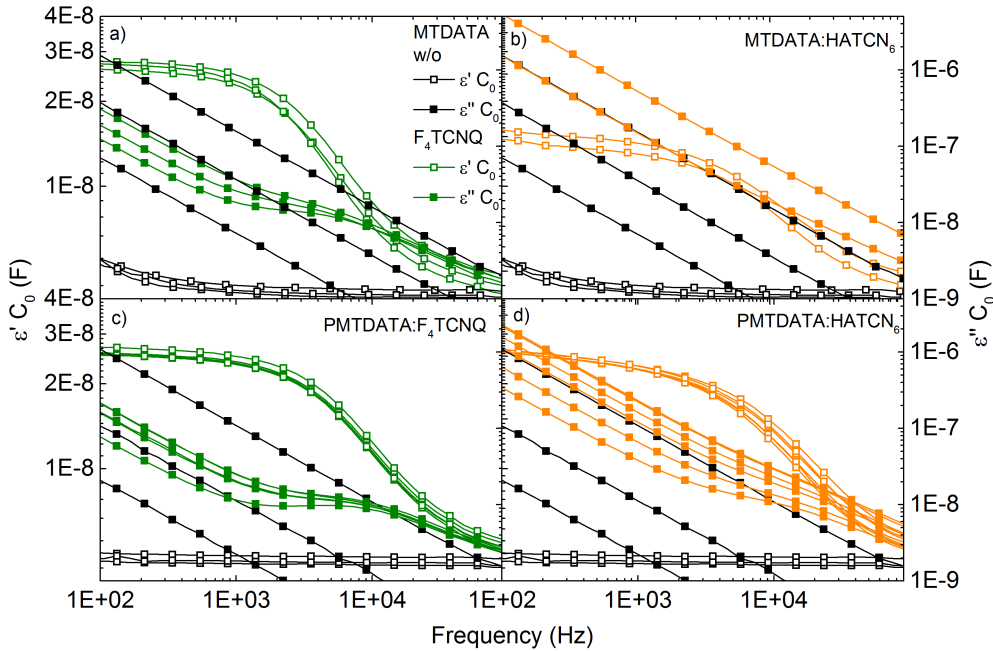 4E-8
3E-8
2E-8
1E-8
4E-8
3E-8
2E-8
1E-8
ε' C₀ (F)
a)
MTDATA
w/o
ε' C₀
ε'' C₀
F₄TCNQ
ε' C₀
ε'' C₀
b)
MTDATA:HATCN₆
1E-6
1E-7
1E-8
1E-9
c)
PMTDATA:F₄TCNQ
d)
PMTDATA:HATCN₆
1E-6
1E-7
1E-8
1E-9
ε'' C₀ (F)
1E+02
1E+03
1E+04
1E+02
1E+03
1E+04
Frequency (Hz)